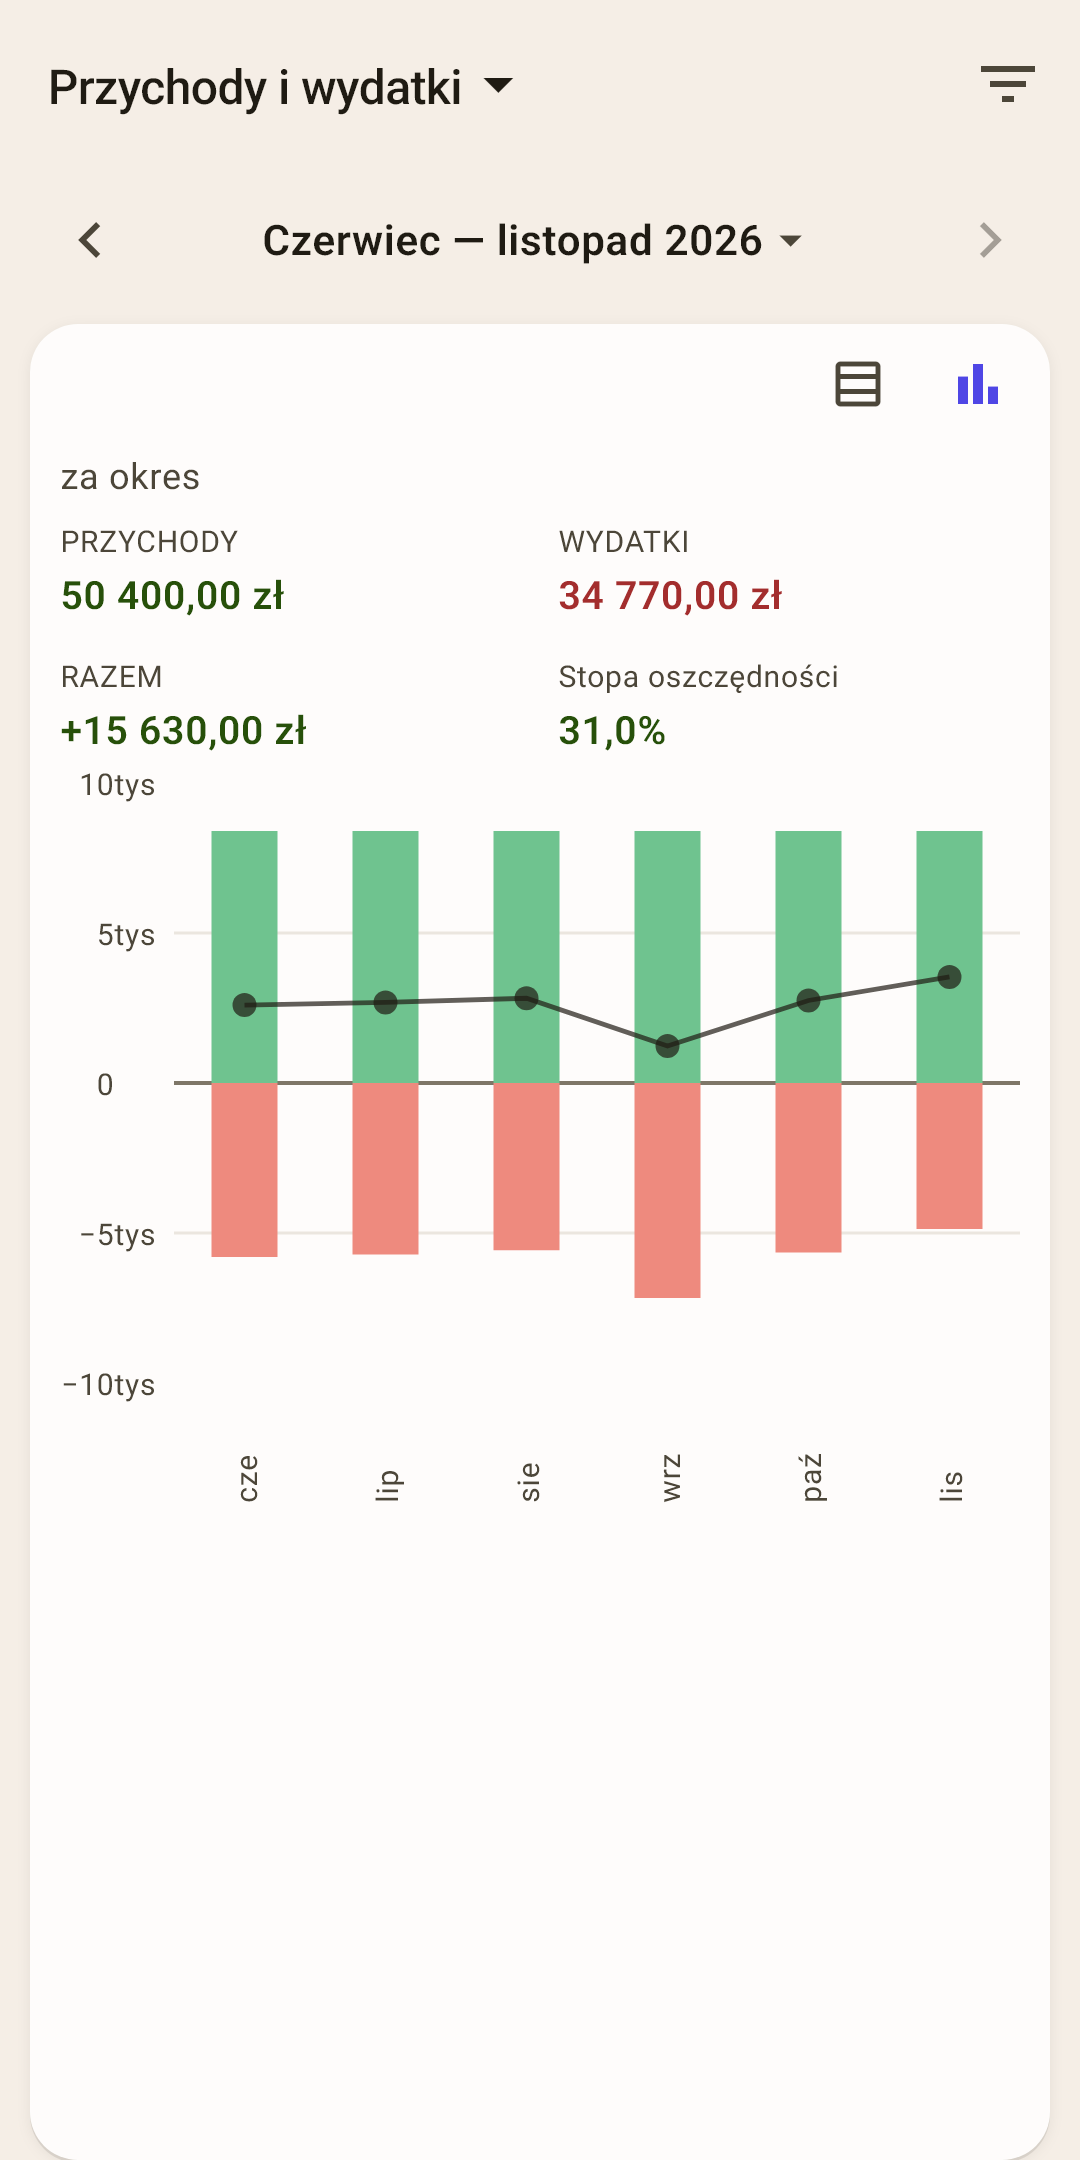 Przychody i wydatki
Czerwiec — listopad 2026
za okres
PRZYCHODY
WYDATKI
50 400,00 zł
34 770,00 zł
RAZEM
Stopa oszczędności
+15 630,00 zł
31,0%
10tys
5tys
0
−5tys
−10tys
cze
lip
sie
wrz
paź
lis